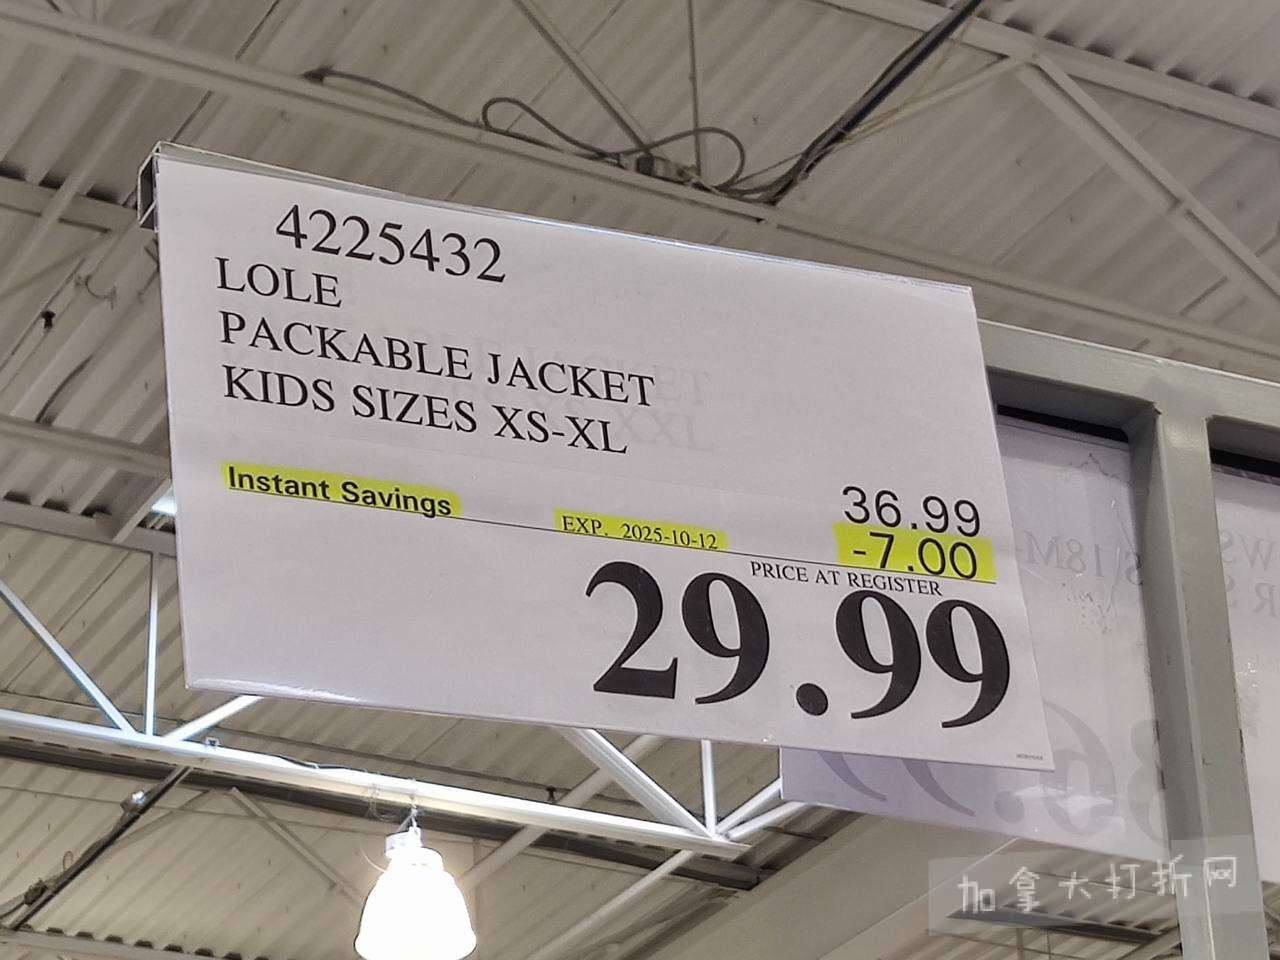 4225432
LOLE
PACKABLE JACKET
KIDS SIZES XS-XL
36.99
Instant Savings EXP. 2025-10-12 -7.00
PRICE AT REGISTER
29.99
加拿大打折网